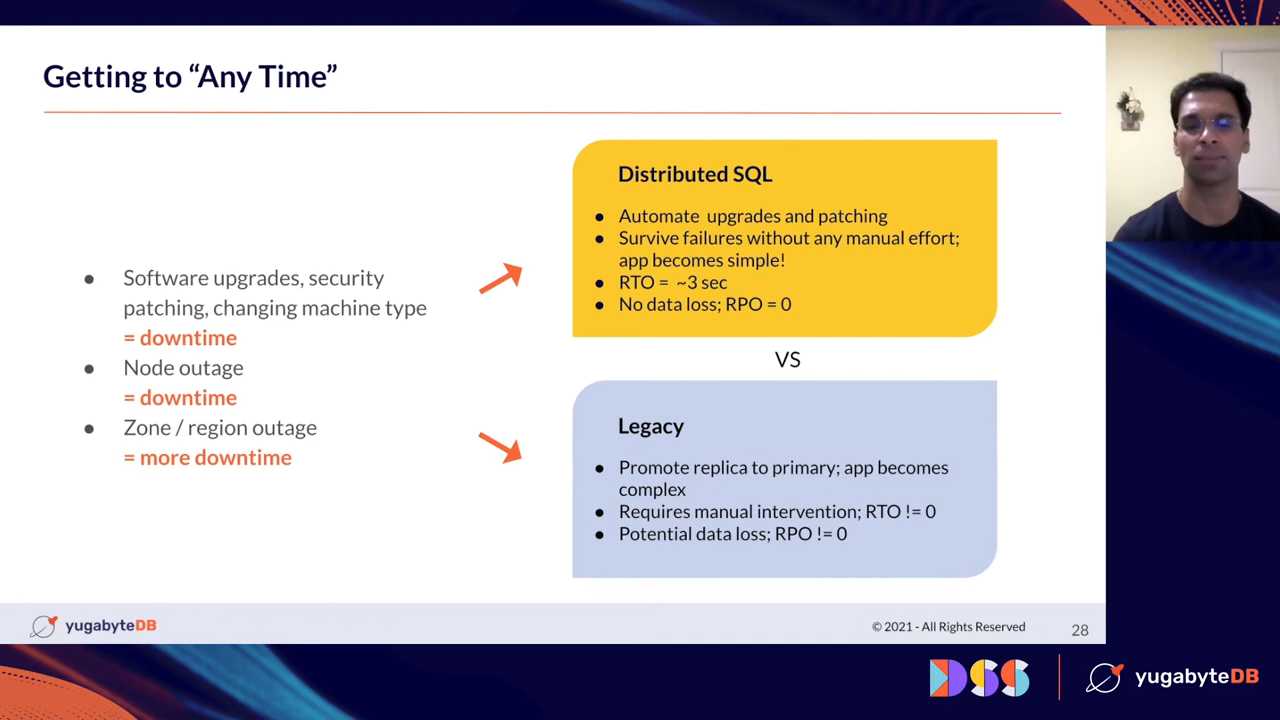 Getting to “Any Time”
Software upgrades, security
patching, changing machine type
= downtime
Node outage
= downtime
Zone / region outage
= more downtime
Distributed SQL
Automate upgrades and patching
Survive failures without any manual effort;
app becomes simple!
RTO = ~3 sec
No data loss; RPO = 0
VS
Legacy
Promote replica to primary; app becomes
complex
Requires manual intervention; RTO != 0
Potential data loss; RPO != 0
yugabyteDB
© 2021 - All Rights Reserved
28
DSS
yugabyteDB